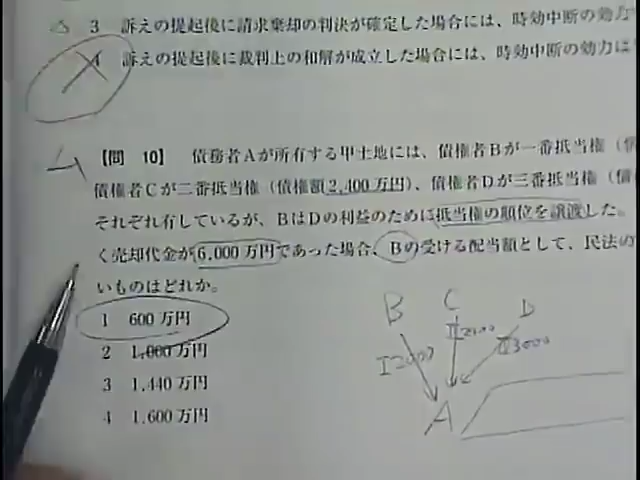 3 訴えの提起後に請求棄却の判決が確定した場合には、時効中断の効力
4 訴えの提起後に裁判上の和解が成立した場合には、時効中断の効力は
【問 10】 債務者Aが所有する甲土地には、債権者Bが一番抵当権（債
債権者Cが二番抵当権（債権額2,400万円）、債権者Dが三番抵当権（債
それぞれ有しているが、BはDの利益のために抵当権の順位を譲渡した。
く売却代金が6,000万円であった場合、Bの受ける配当額として、民法の
いものはどれか。
1 600万円
2 1,000万円
3 1,440万円
4 1,600万円
B C D
I2000 II2400 III3000
A